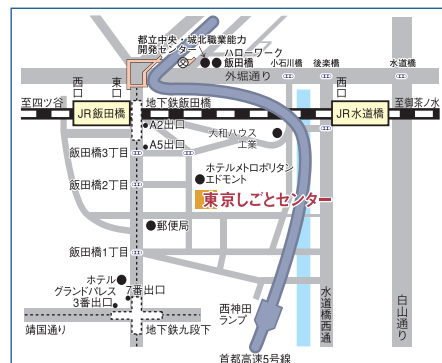 都立中央・城北職業能力
開発センター
ハローワーク
飯田橋
小石川橋
後楽橋
水道橋
外堀通り
西口
東口
西口
至四ツ谷
JR飯田橋
地下鉄飯田橋
JR水道橋
至御茶ノ水
A2出口
大和ハウス
工業
A5出口
飯田橋3丁目
ホテルメトロポリタン
エドモント
飯田橋2丁目
東京しごとセンター
郵便局
飯田橋1丁目
ホテル
グランドパレス
7番出口
3番出口
西神田
ランプ
水道橋西通
白山通り
靖国通り
地下鉄九段下
首都高速5号線